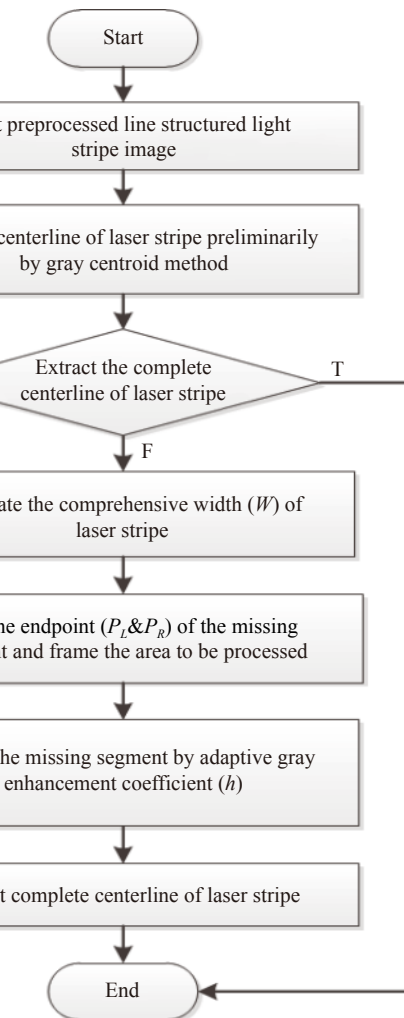 Start
preprocessed line structured light
stripe image
centerline of laser stripe preliminarily
by gray centroid method
Extract the complete
centerline of laser stripe
T
F
ate the comprehensive width (W) of
laser stripe
he endpoint (P_L&P_R) of the missing
t and frame the area to be processed
he missing segment by adaptive gray
enhancement coefficient (h)
t complete centerline of laser stripe
End